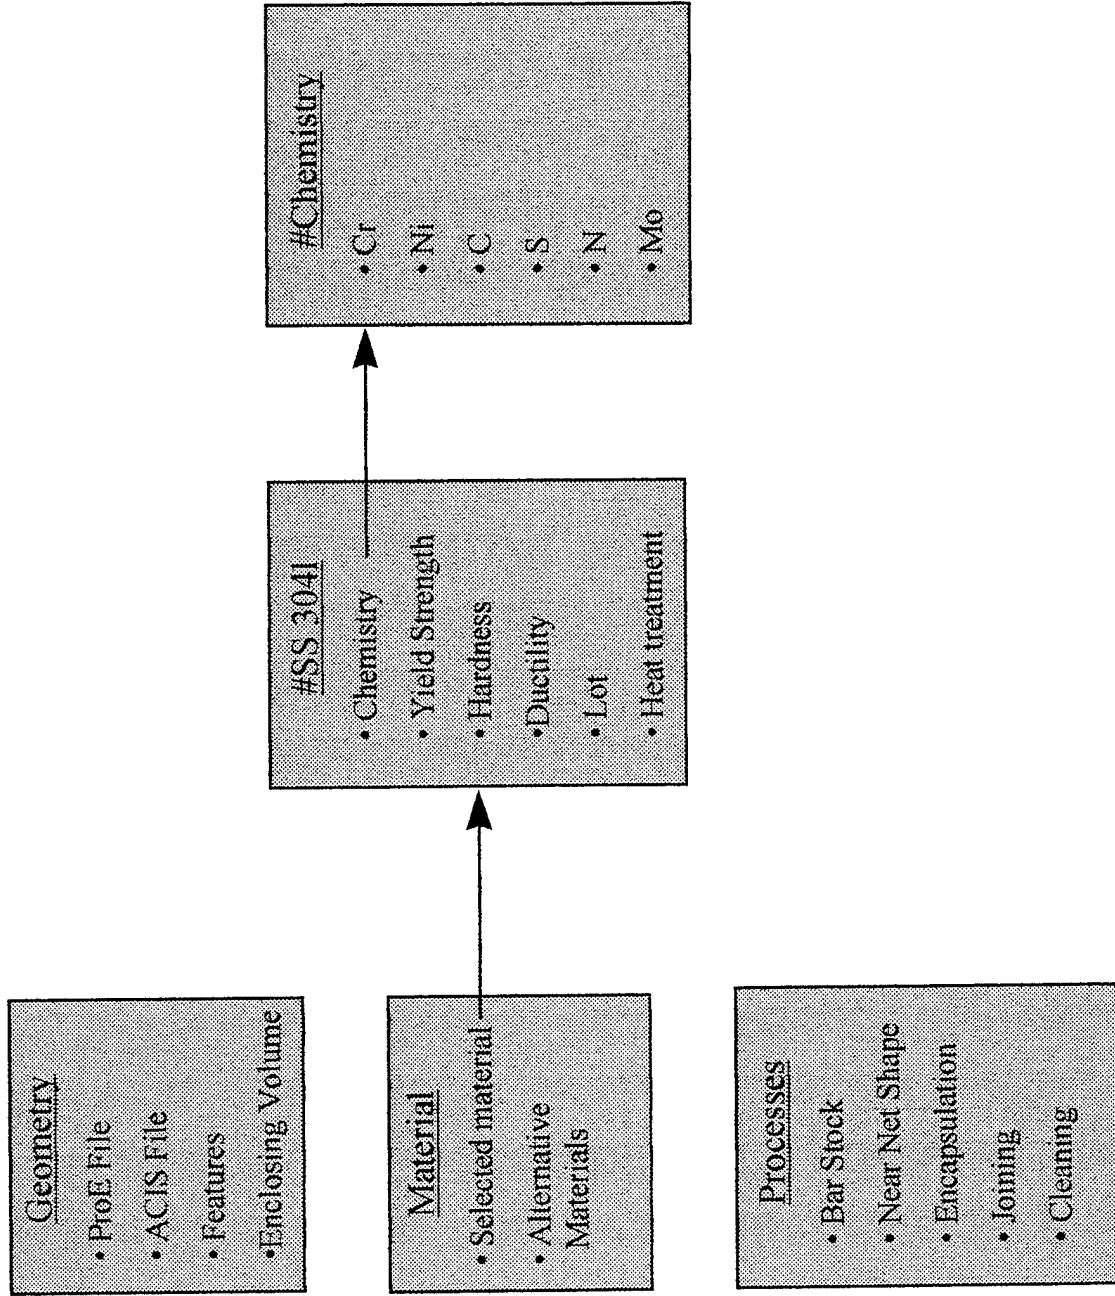 Geometry
• ProE File
• ACIS File
• Features
•Enclosing Volume
Material
• Selected material
• Alternative
Materials
Processes
• Bar Stock
• Near Net Shape
• Encapsulation
• Joining
• Cleaning
#SS 304l
• Chemistry
• Yield Strength
• Hardness
•Ductility
• Lot
• Heat treatment
#Chemistry
• Cr
• Ni
• C
• S
• N
• Mo